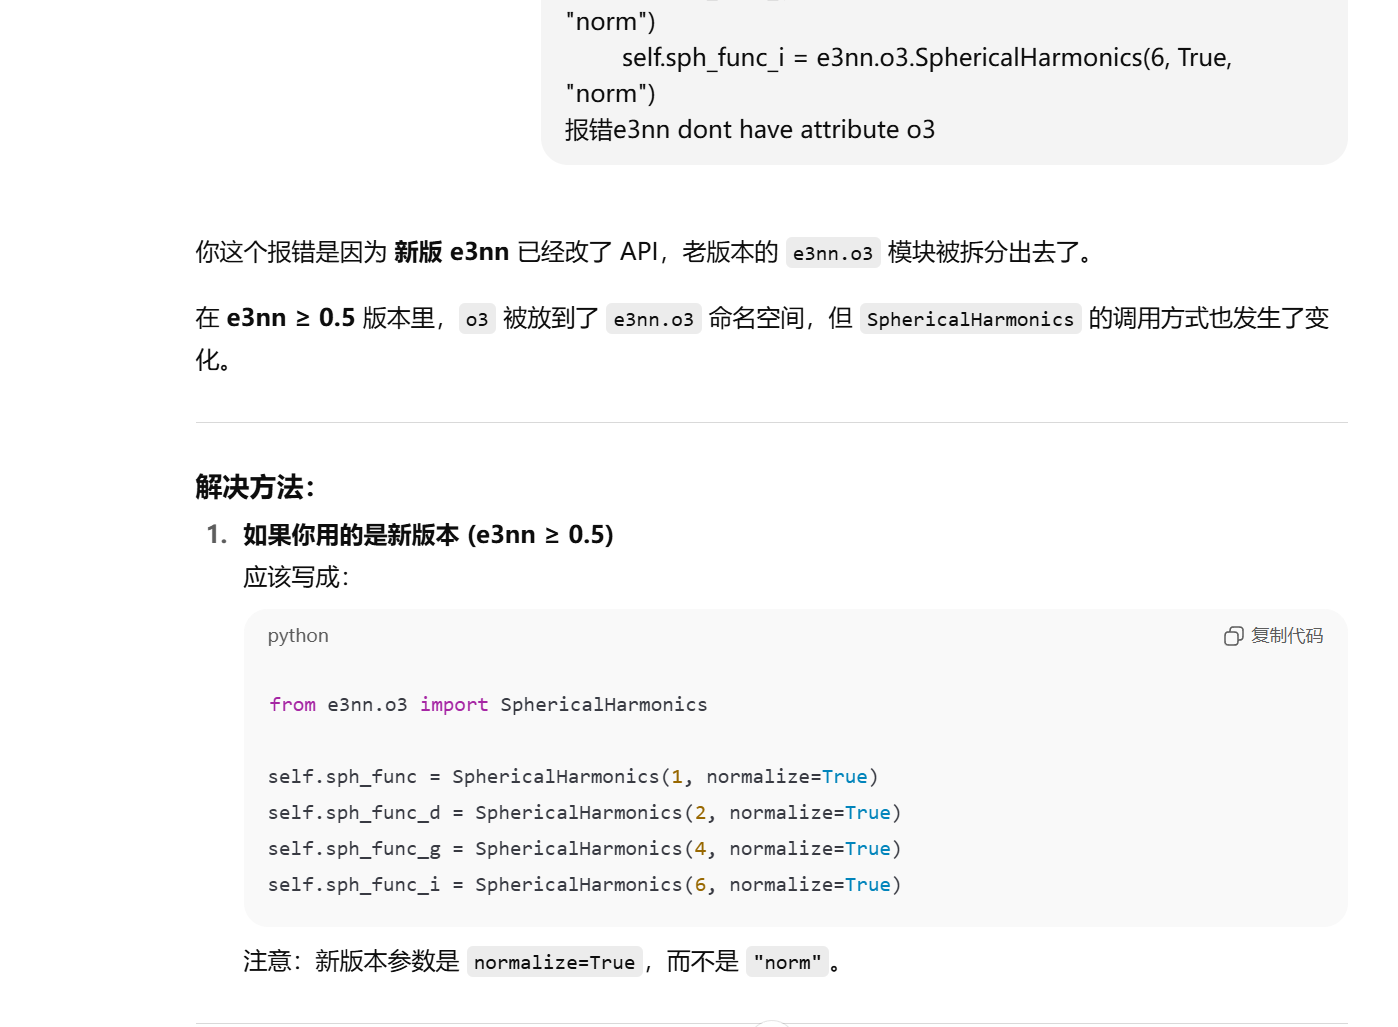 "norm")
self.sph_func_i = e3nn.o3.SphericalHarmonics(6, True,
"norm")
报错e3nn dont have attribute o3
你这个报错是因为 新版 e3nn 已经改了 API，老版本的 e3nn.o3 模块被拆分出去了。
在 e3nn ≥ 0.5 版本里，o3 被放到了 e3nn.o3 命名空间，但 SphericalHarmonics 的调用方式也发生了变
化。
解决方法：
1. 如果你用的是新版本 (e3nn ≥ 0.5)
应该写成：
python
复制代码
from e3nn.o3 import SphericalHarmonics
self.sph_func = SphericalHarmonics(1, normalize=True)
self.sph_func_d = SphericalHarmonics(2, normalize=True)
self.sph_func_g = SphericalHarmonics(4, normalize=True)
self.sph_func_i = SphericalHarmonics(6, normalize=True)
注意：新版本参数是 normalize=True，而不是 "norm"。